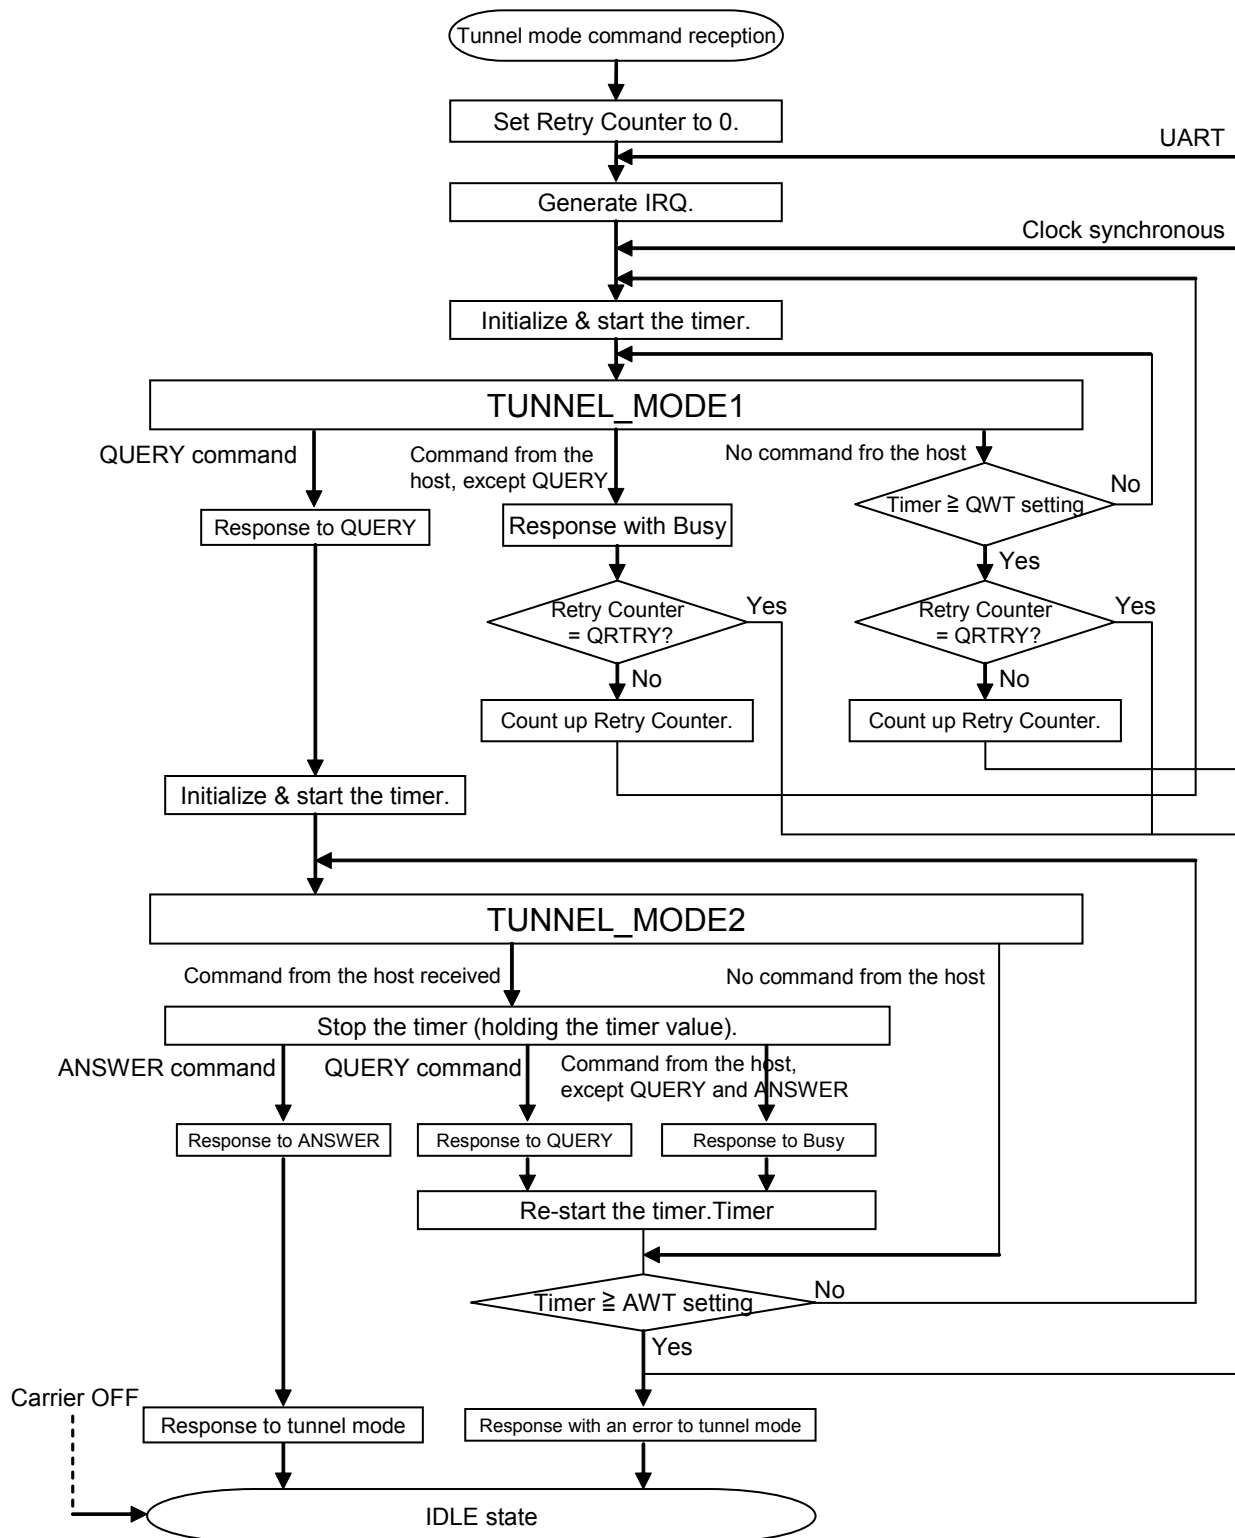 Tunnel mode command reception
Set Retry Counter to 0.
UART
Generate IRQ.
Clock synchronous
Initialize & start the timer.
TUNNEL_MODE1
QUERY command
Command from the
host, except QUERY
No command fro the host
Timer ≧ QWT setting
No
Response to QUERY
Response with Busy
Yes
Retry Counter
= QRTRY?
Yes
Retry Counter
= QRTRY?
Yes
No
No
Count up Retry Counter.
Count up Retry Counter.
Initialize & start the timer.
TUNNEL_MODE2
Command from the host received
No command from the host
Stop the timer (holding the timer value).
ANSWER command
QUERY command
Command from the host,
except QUERY and ANSWER
Response to ANSWER
Response to QUERY
Response to Busy
Re-start the timer.Timer
Timer ≧ AWT setting
No
Yes
Carrier OFF
Response to tunnel mode
Response with an error to tunnel mode
IDLE state